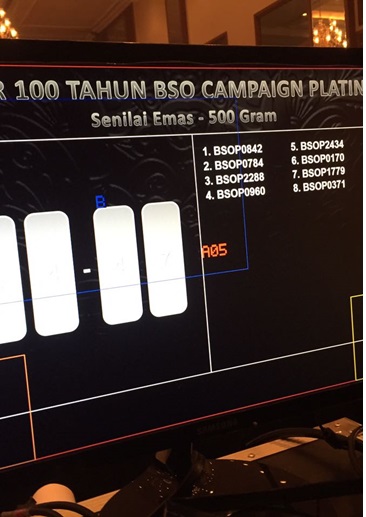 R 100 TAHUN BSO CAMPAIGN PLATIN
Senilai Emas - 500 Gram
1. BSOP0842
2. BSOP0784
3. BSOP2288
4. BSOP0960
5. BSOP2434
6. BSOP0170
7. BSOP1779
8. BSOP0371
B
-
A05
SAMSUNG